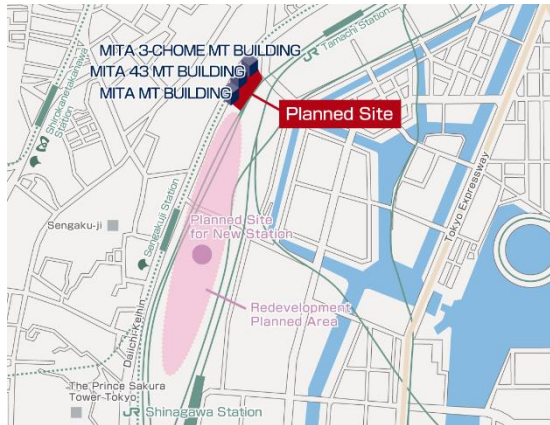 JR Tamachi Station
MITA 3-CHOME MT BUILDING
MITA 43 MT BUILDING
MITA MT BUILDING
Planned Site
Shirokanetakanawa
Station
Sengakuji Station
Sengaku-ji
Planned Site
for New Station
Tokyo Expressway
Redevelopment
Planned Area
Daiichi-Keihin
The Prince Sakura
Tower Tokyo
JR Shinagawa Station